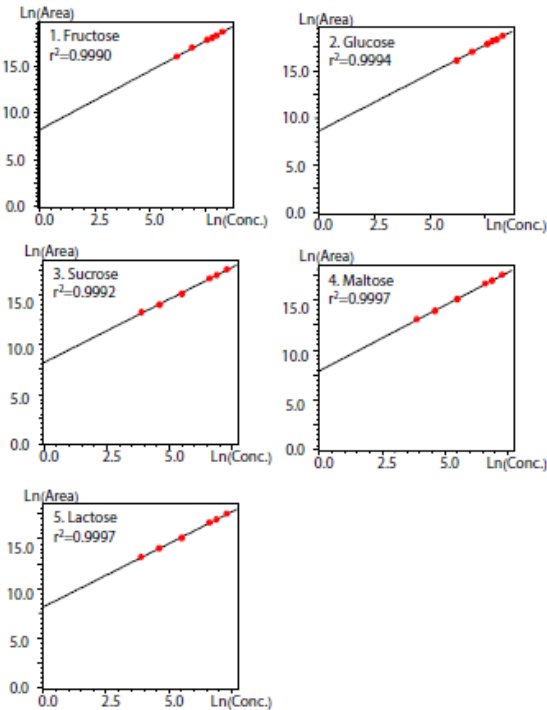 Ln(Area)
1. Fructose
r²=0.9990
15.0
10.0
5.0
0.0
0.0 2.5 5.0 Ln(Conc.)
Ln(Area)
2. Glucose
r²=0.9994
15.0
10.0
5.0
0.0
0.0 2.5 5.0 Ln(Conc.)
Ln(Area)
3. Sucrose
r²=0.9992
15.0
10.0
5.0
0.0
0.0 2.5 5.0 Ln(Conc.)
Ln(Area)
4. Maltose
r²=0.9997
15.0
10.0
5.0
0.0
0.0 2.5 5.0 Ln(Conc.)
Ln(Area)
5. Lactose
r²=0.9997
15.0
10.0
5.0
0.0
0.0 2.5 5.0 Ln(Conc.)